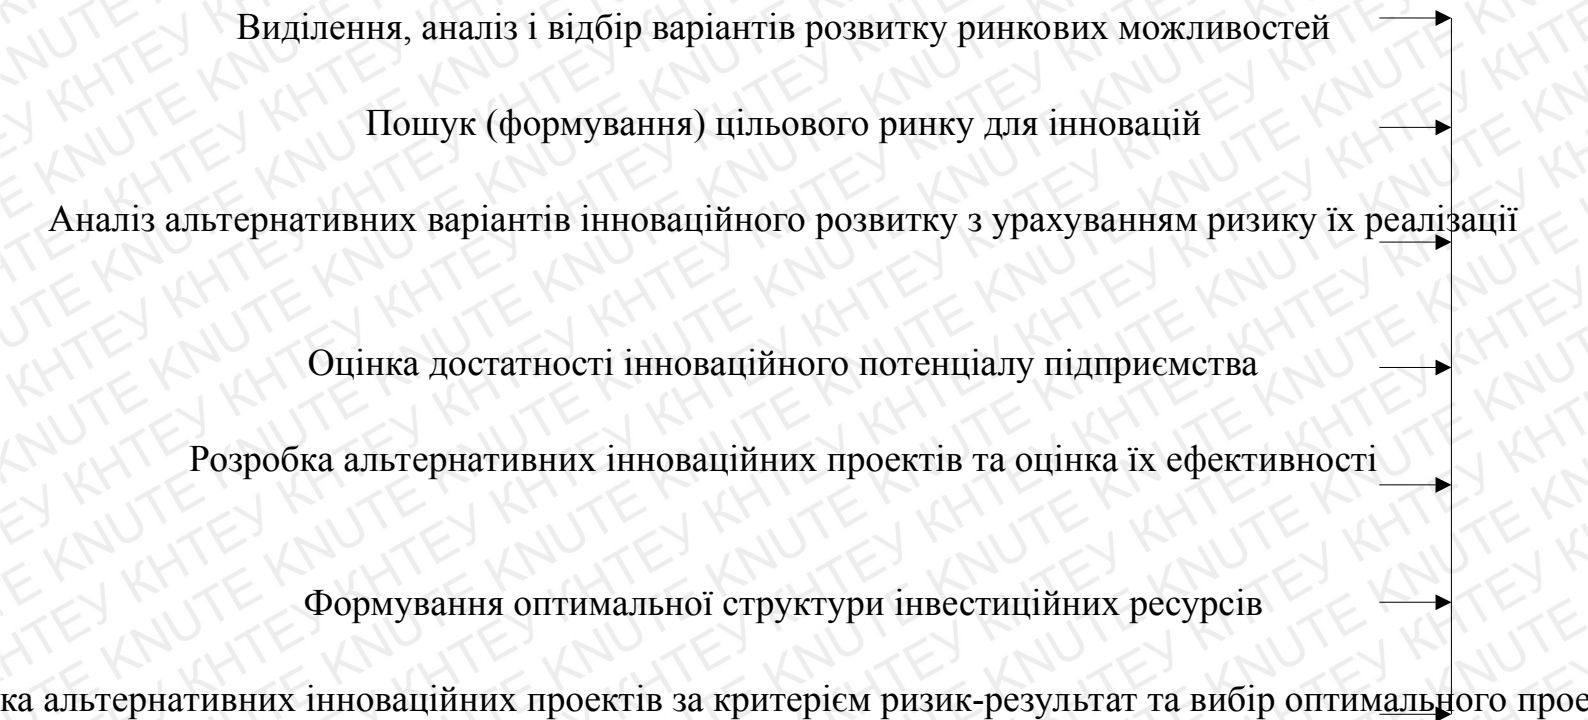 Виділення, аналіз і відбір варіантів розвитку ринкових можливостей
Пошук (формування) цільового ринку для інновацій
Аналіз альтернативних варіантів інноваційного розвитку з урахуванням ризику їх реалізації
Оцінка достатності інноваційного потенціалу підприємства
Розробка альтернативних інноваційних проектів та оцінка їх ефективності
Формування оптимальної структури інвестиційних ресурсів
ка альтернативних інноваційних проектів за критерієм ризик-результат та вибір оптимального прое